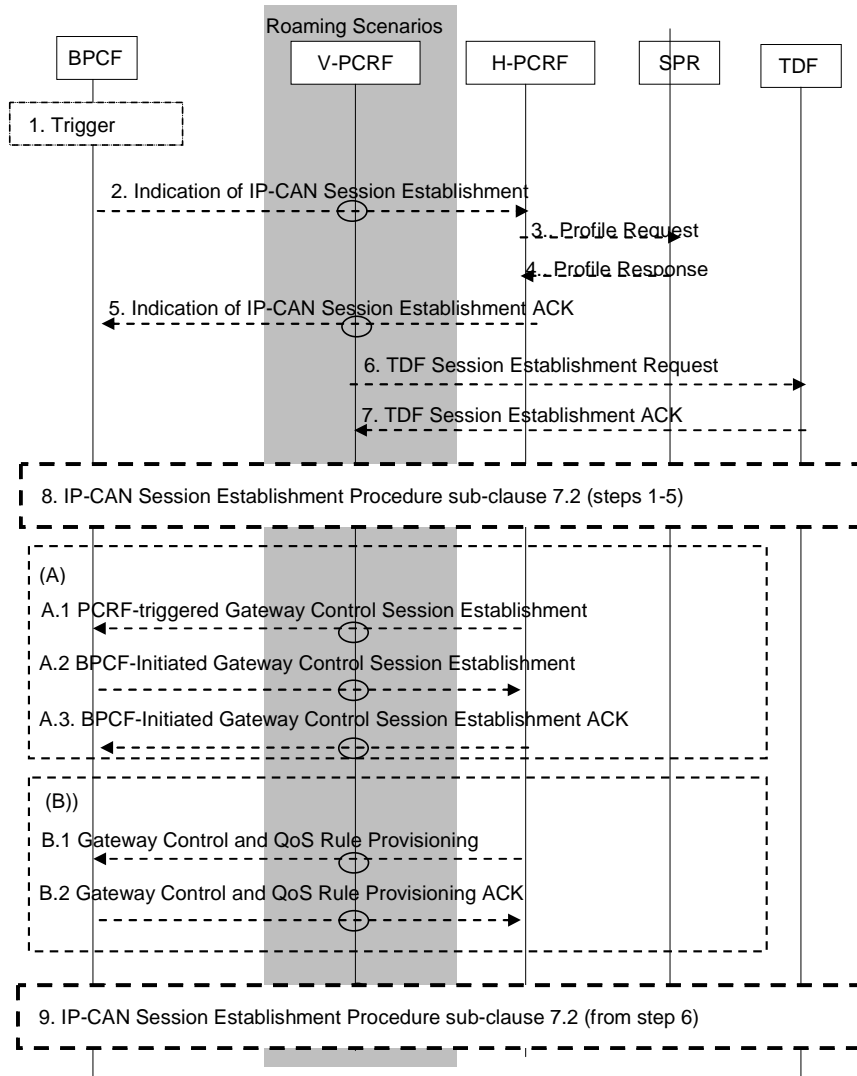 Roaming Scenarios
BPCF
V-PCRF
H-PCRF
SPR
TDF
1. Trigger
2. Indication of IP-CAN Session Establishment
3.. Profile Request
4.. Profile Response
5. Indication of IP-CAN Session Establishment ACK
6. TDF Session Establishment Request
7. TDF Session Establishment ACK
8. IP-CAN Session Establishment Procedure sub-clause 7.2 (steps 1-5)
(A)
A.1 PCRF-triggered Gateway Control Session Establishment
A.2 BPCF-Initiated Gateway Control Session Establishment
A.3. BPCF-Initiated Gateway Control Session Establishment ACK
(B))
B.1 Gateway Control and QoS Rule Provisioning
B.2 Gateway Control and QoS Rule Provisioning ACK
9. IP-CAN Session Establishment Procedure sub-clause 7.2 (from step 6)